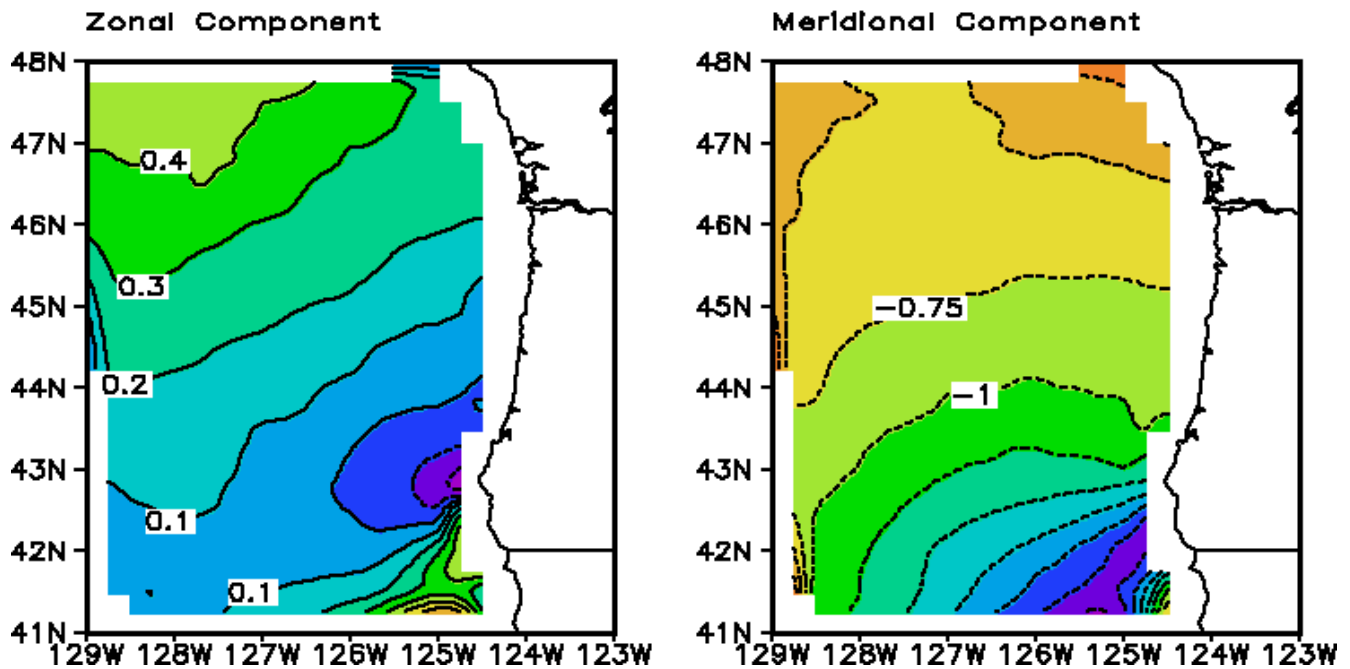 Zonal Component
Meridional Component
48N
47N
46N
45N
44N
43N
42N
41N
0.4
0.3
0.2
0.1
0.1
129W 128W 127W 126W 125W 124W 123W
48N
47N
46N
45N
44N
43N
42N
41N
−0.75
−1
129W 128W 127W 126W 125W 124W 123W